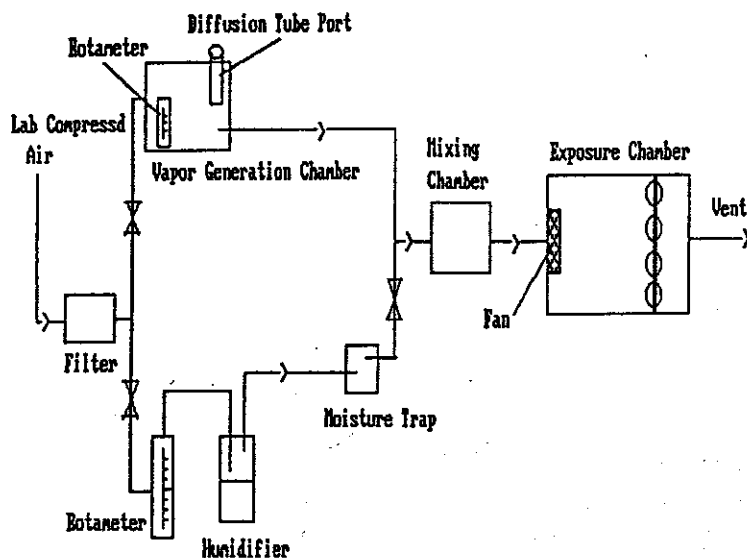 Diffusion Tube Port
Rotameter
Lab Compressd
Air
Vapor Generation Chamber
Mixing
Chamber
Exposure Chamber
Vent
Fan
Filter
Moisture Trap
Rotameter
Humidifier